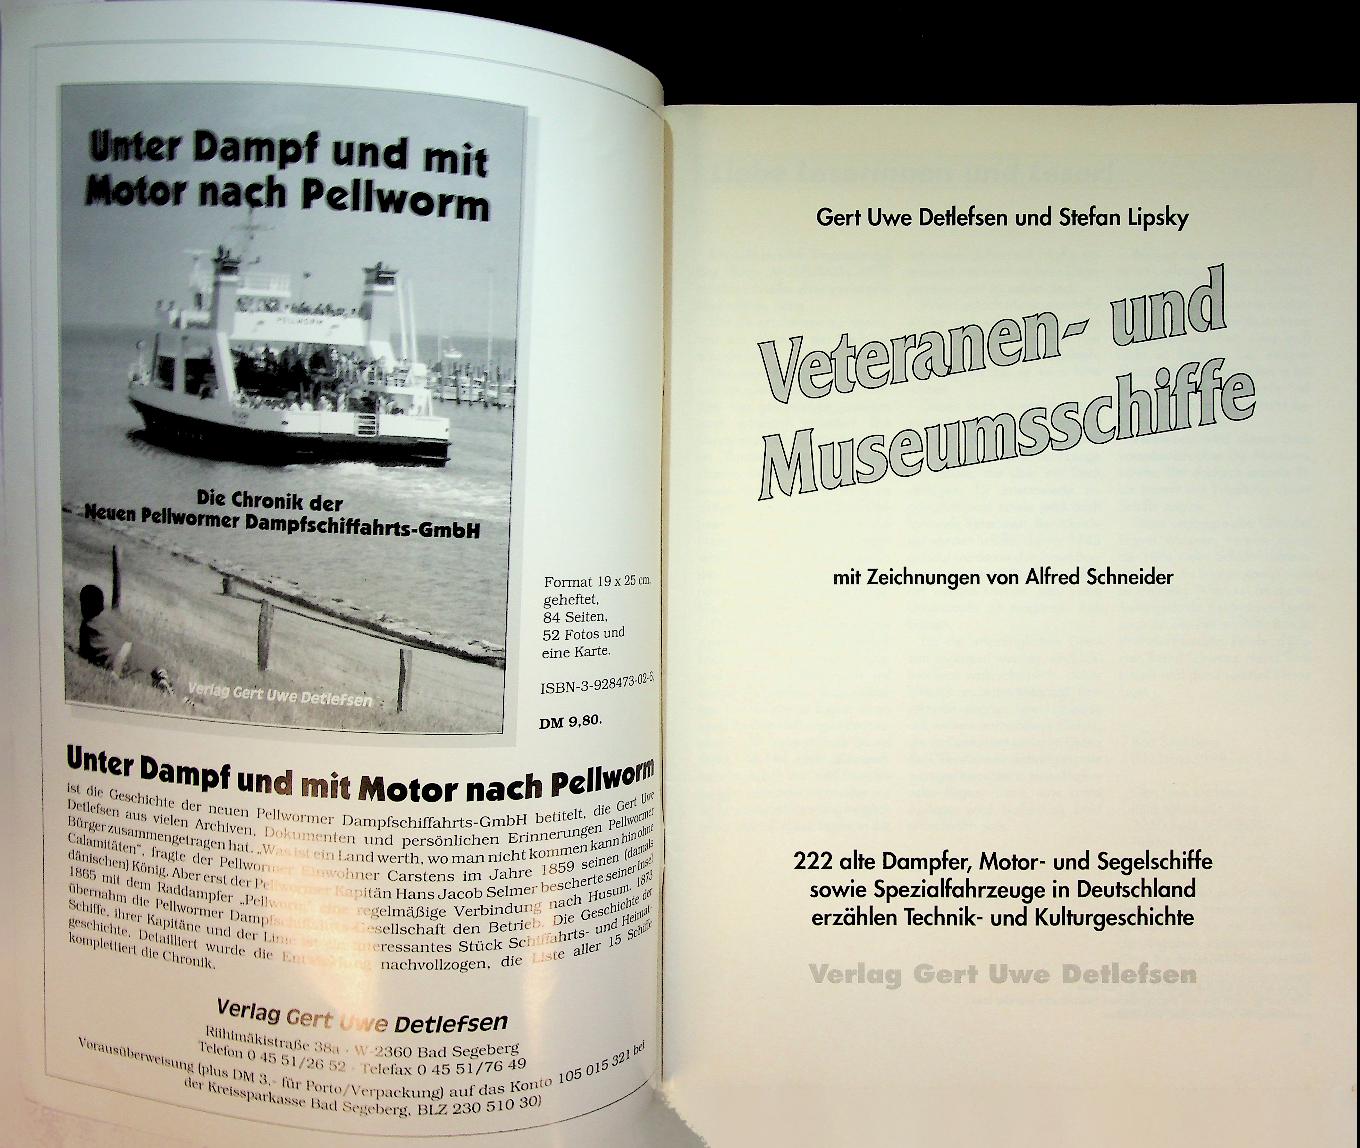 Unter Dampf und mit
Motor nach Pellworm
PELLWORM
Die Chronik der
Neuen Pellwormer Dampfschiffahrts-GmbH
Verlag Gert Uwe Detlefsen
Format 19 x 25 cm,
geheftet,
84 Seiten,
52 Fotos und
eine Karte.
ISBN-3-928473-02-
DM 9,80.
Unter Dampf und mit Motor nach Pellworm
ist die Geschichte der neuen Pellwormer Dampfschiffahrts-GmbH betitelt, die Gert Uwe
Detlefsen aus vielen Archiven, Dokumenten und persönlichen Erinnerungen Pellwormer
Bürger zusammengetragen hat. „Was ist ein Land werth, wo man nicht kommen kann hin ohne
Calamitäten", fragte der Pellwormer Einwohner Carstens im Jahre 1859 seinen (damals
dänischen) König. Aber erst der Pellwormer Kapitän Hans Jacob Selmer bescherte seiner Insel
1865 mit dem Raddampfer „Pellworm" eine regelmäßige Verbindung nach Husum. 1873
übernahm die Pellwormer Dampfschiffahrts-Gesellschaft den Betrieb. Die Geschichte der
Schiffe, ihrer Kapitäne und der Linie ist ein interessantes Stück Schiffahrts- und Heimat-
geschichte. Detailliert wurde die Entwicklung nachvollzogen, die Liste aller 15 Schiffe
komplettiert die Chronik.
Verlag Gert Uwe Detlefsen
Rühlmäkistraße 38a · W-2360 Bad Segeberg
Telefon 0 45 51/26 52 · Telefax 0 45 51/76 49
Vorausüberweisung (plus DM 3,- für Porto/Verpackung) auf das Konto 105 015 321 bei
der Kreissparkasse Bad Segeberg, BLZ 230 510 30)
Gert Uwe Detlefsen und Stefan Lipsky
Veteranen- und
Museumsschiffe
mit Zeichnungen von Alfred Schneider
222 alte Dampfer, Motor- und Segelschiffe
sowie Spezialfahrzeuge in Deutschland
erzählen Technik- und Kulturgeschichte
Verlag Gert Uwe Detlefsen